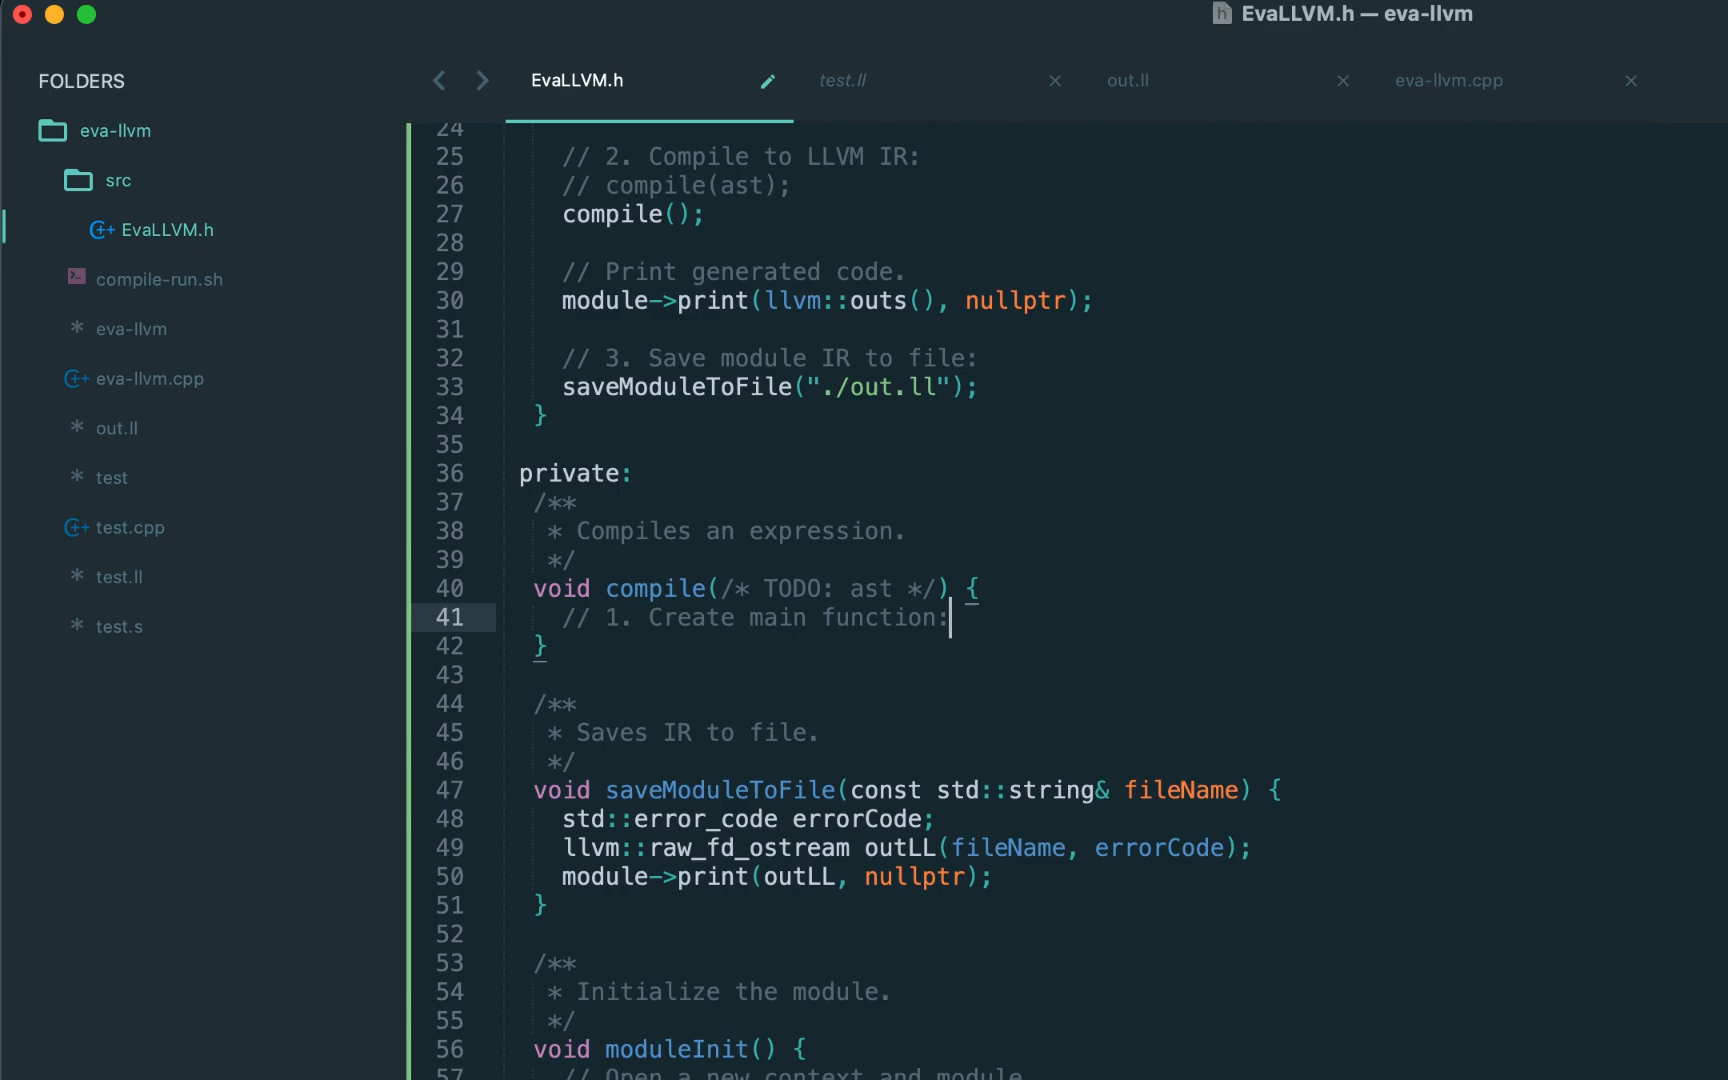 EvaLLVM.h — eva-llvm
FOLDERS
eva-llvm
src
EvaLLVM.h
compile-run.sh
eva-llvm
eva-llvm.cpp
out.ll
test
test.cpp
test.ll
test.s
EvaLLVM.h
test.ll
out.ll
eva-llvm.cpp
24
25 // 2. Compile to LLVM IR:
26 // compile(ast);
27 compile();
28
29 // Print generated code.
30 module->print(llvm::outs(), nullptr);
31
32 // 3. Save module IR to file:
33 saveModuleToFile("./out.ll");
34 }
35
36 private:
37 /**
38 * Compiles an expression.
39 */
40 void compile(/* TODO: ast */) {
41 // 1. Create main function:
42 }
43
44 /**
45 * Saves IR to file.
46 */
47 void saveModuleToFile(const std::string& fileName) {
48 std::error_code errorCode;
49 llvm::raw_fd_ostream outLL(fileName, errorCode);
50 module->print(outLL, nullptr);
51 }
52
53 /**
54 * Initialize the module.
55 */
56 void moduleInit() {
57 // Open a new context and module